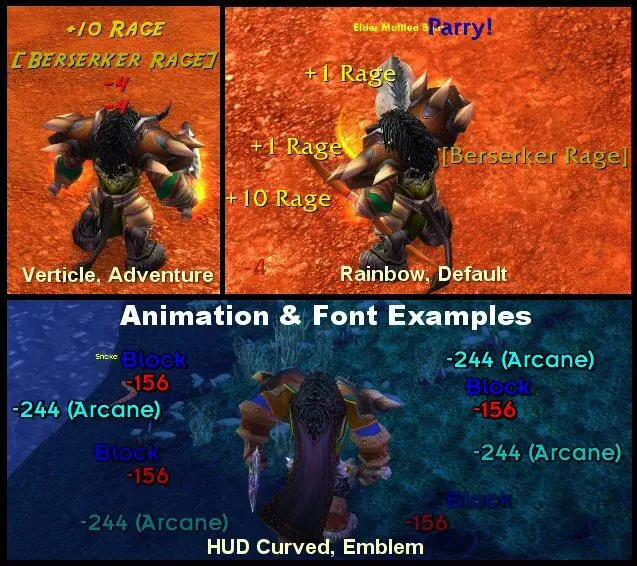 +10 Rage
[Berserker Rage]
-4
-4
Verticle, Adventure
Elder Mottled
Parry!
+1 Rage
+1 Rage
[Berserker Rage]
+10 Rage
-4
Rainbow, Default
Animation & Font Examples
Snake
Block
-156
-244 (Arcane)
Block
-156
-244 (Arcane)
-244 (Arcane)
Block
-156
-244 (Arcane)
Block
-156
HUD Curved, Emblem